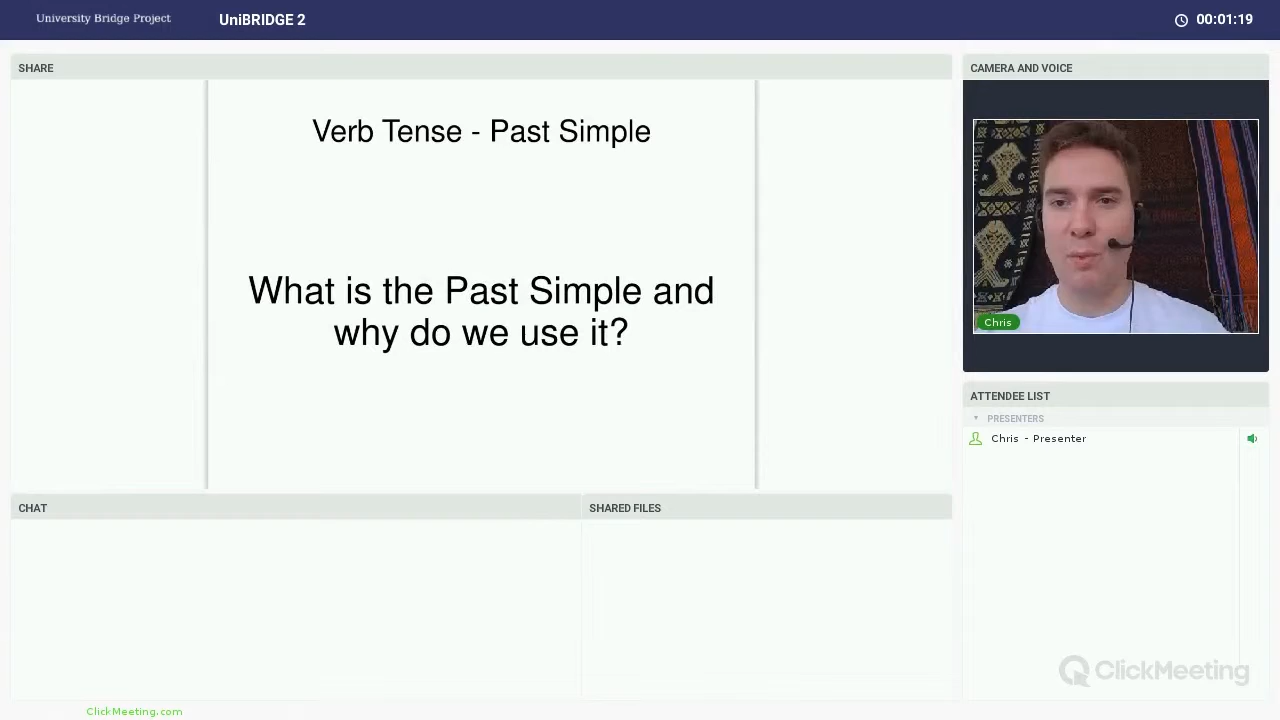 University Bridge Project
UniBRIDGE 2
00:01:19
SHARE
CAMERA AND VOICE
Verb Tense - Past Simple
What is the Past Simple and
why do we use it?
Chris
ATTENDEE LIST
PRESENTERS
Chris - Presenter
CHAT
SHARED FILES
ClickMeeting
ClickMeeting.com